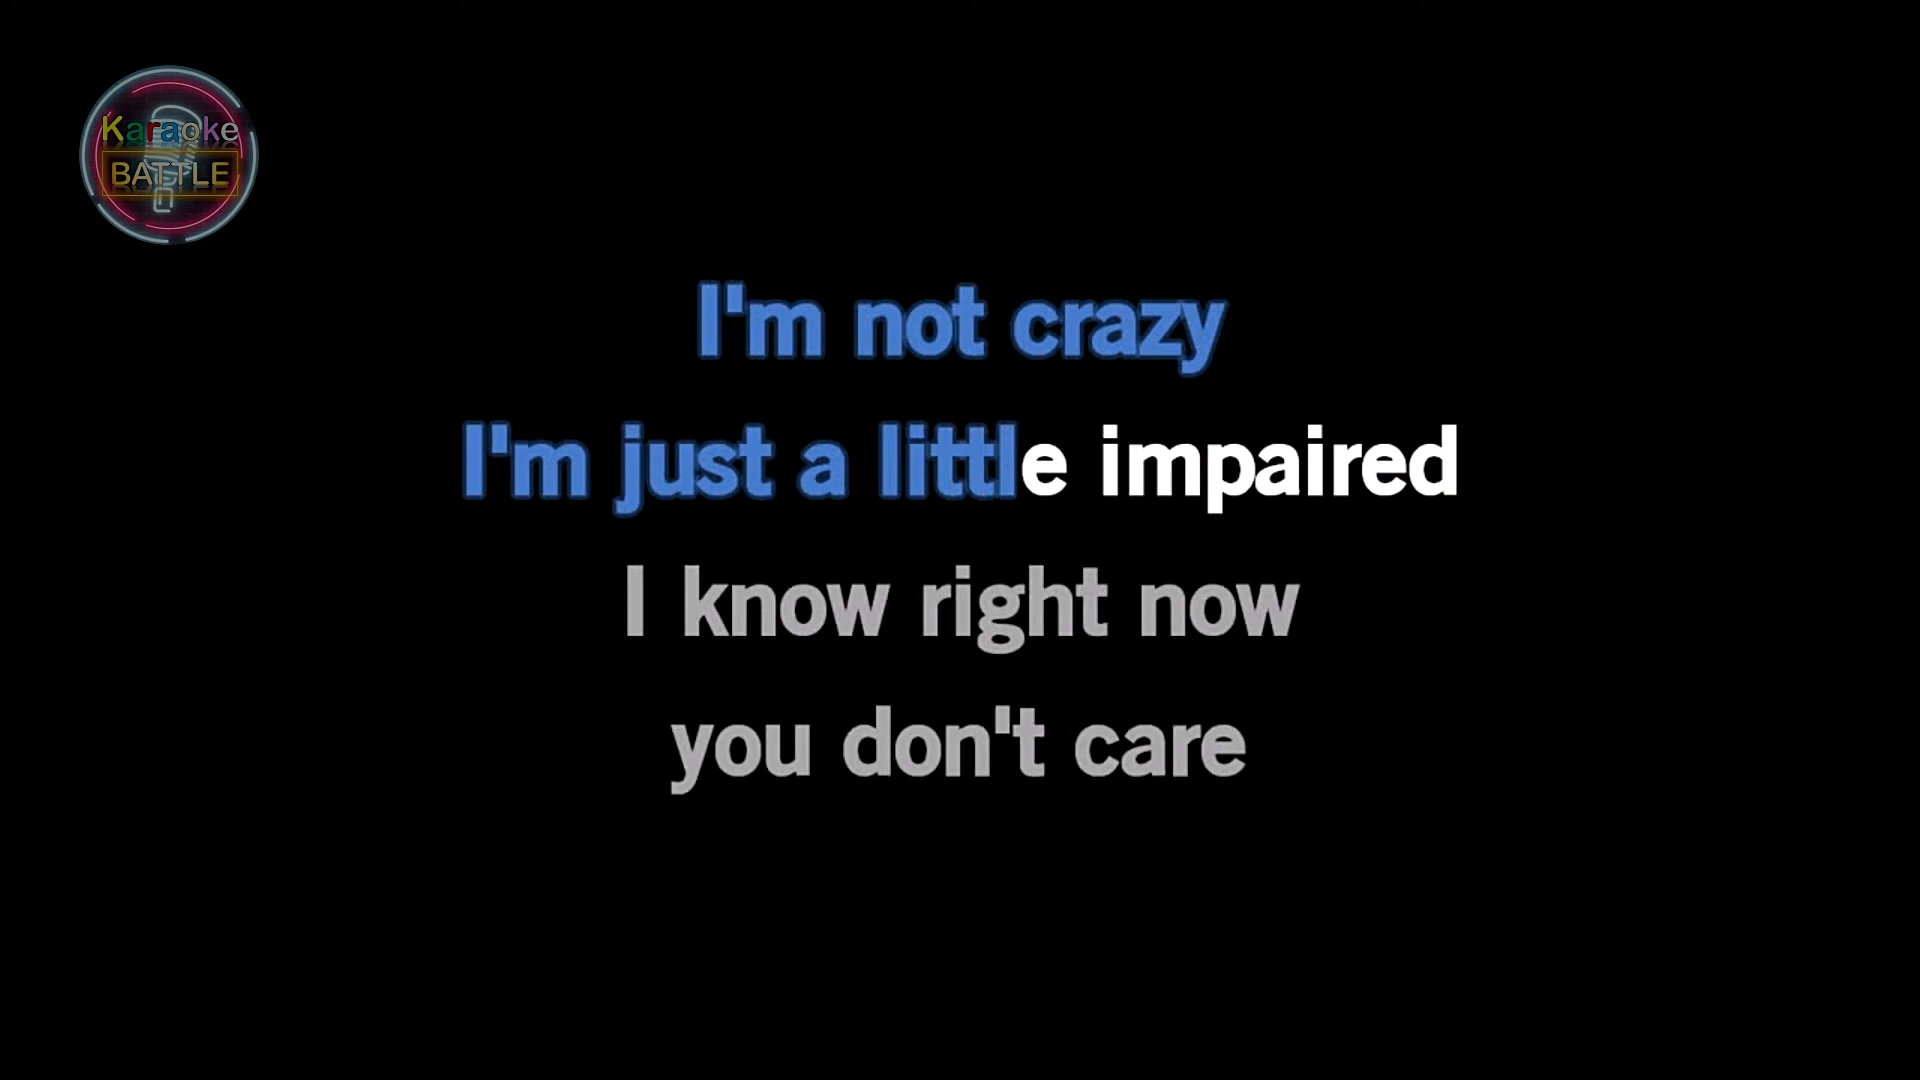 Karaoke
BATTLE
I'm not crazy
I'm just a little impaired
I know right now
you don't care